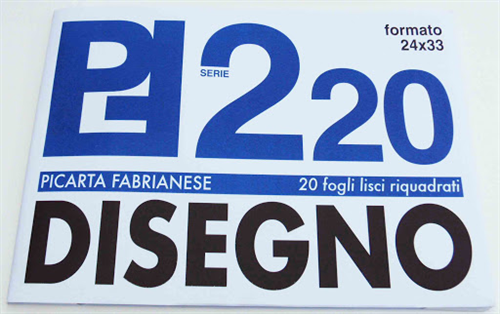 formato
24x33
PF SERIE 2 20
PICARTA FABRIANESE 20 fogli lisci riquadrati
DISEGNO